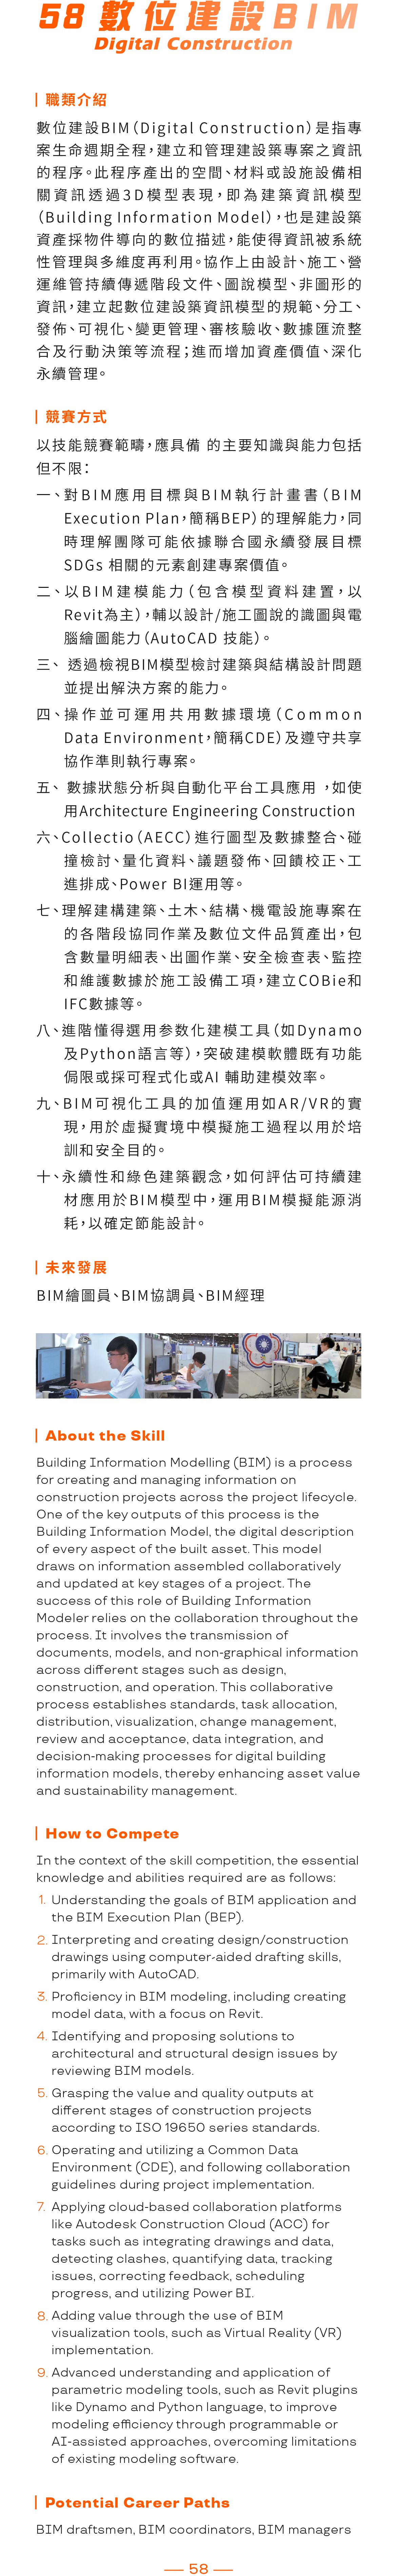 58 數位建設BIM
Digital Construction
職類介紹
數位建設BIM（Digital Construction）是指專
案生命週期全程，建立和管理建設築專案之資訊
的程序。此程序產出的空間、材料或設施設備相
關資訊透過3D模型表現，即為建築資訊模型
（Building Information Model），也是建設築
資產採物件導向的數位描述，能使得資訊被系統
性管理與多維度再利用。協作上由設計、施工、營
運維管持續傳遞階段文件、圖說模型、非圖形的
資訊，建立起數位建設築資訊模型的規範、分工、
發佈、可視化、變更管理、審核驗收、數據匯流整
合及行動決策等流程；進而增加資產價值、深化
永續管理。
競賽方式
以技能競賽範疇，應具備 的主要知識與能力包括
但不限：
一、對BIM應用目標與BIM執行計畫書（BIM
Execution Plan，簡稱BEP）的理解能力，同
時理解團隊可能依據聯合國永續發展目標
SDGs 相關的元素創建專案價值。
二、以BIM建模能力（包含模型資料建置，以
Revit為主），輔以設計/施工圖說的識圖與電
腦繪圖能力（AutoCAD 技能）。
三、 透過檢視BIM模型檢討建築與結構設計問題
並提出解決方案的能力。
四、操作並可運用共用數據環境（Common
Data Environment，簡稱CDE）及遵守共享
協作準則執行專案。
五、 數據狀態分析與自動化平台工具應用 ，如使
用Architecture Engineering Construction
六、Collectio（AECC）進行圖型及數據整合、碰
撞檢討、量化資料、議題發佈、回饋校正、工
進排成、Power BI運用等。
七、理解建構建築、土木、結構、機電設施專案在
的各階段協同作業及數位文件品質產出，包
含數量明細表、出圖作業、安全檢查表、監控
和維護數據於施工設備工項，建立COBie和
IFC數據等。
八、進階懂得選用参数化建模工具（如Dynamo
及Python語言等），突破建模軟體既有功能
侷限或採可程式化或AI 輔助建模效率。
九、BIM可視化工具的加值運用如AR/VR的實
現，用於虛擬實境中模擬施工過程以用於培
訓和安全目的。
十、永續性和綠色建築觀念，如何評估可持續建
材應用於BIM模型中，運用BIM模擬能源消
耗，以確定節能設計。
未來發展
BIM繪圖員、BIM協調員、BIM經理
About the Skill
Building Information Modelling (BIM) is a process
for creating and managing information on
construction projects across the project lifecycle.
One of the key outputs of this process is the
Building Information Model, the digital description
of every aspect of the built asset. This model
draws on information assembled collaboratively
and updated at key stages of a project. The
success of this role of Building Information
Modeler relies on the collaboration throughout the
process. It involves the transmission of
documents, models, and non-graphical information
across different stages such as design,
construction, and operation. This collaborative
process establishes standards, task allocation,
distribution, visualization, change management,
review and acceptance, data integration, and
decision-making processes for digital building
information models, thereby enhancing asset value
and sustainability management.
How to Compete
In the context of the skill competition, the essential
knowledge and abilities required are as follows:
1. Understanding the goals of BIM application and
the BIM Execution Plan (BEP).
2. Interpreting and creating design/construction
drawings using computer-aided drafting skills,
primarily with AutoCAD.
3. Proficiency in BIM modeling, including creating
model data, with a focus on Revit.
4. Identifying and proposing solutions to
architectural and structural design issues by
reviewing BIM models.
5. Grasping the value and quality outputs at
different stages of construction projects
according to ISO 19650 series standards.
6. Operating and utilizing a Common Data
Environment (CDE), and following collaboration
guidelines during project implementation.
7. Applying cloud-based collaboration platforms
like Autodesk Construction Cloud (ACC) for
tasks such as integrating drawings and data,
detecting clashes, quantifying data, tracking
issues, correcting feedback, scheduling
progress, and utilizing Power BI.
8. Adding value through the use of BIM
visualization tools, such as Virtual Reality (VR)
implementation.
9. Advanced understanding and application of
parametric modeling tools, such as Revit plugins
like Dynamo and Python language, to improve
modeling efficiency through programmable or
AI-assisted approaches, overcoming limitations
of existing modeling software.
Potential Career Paths
BIM draftsmen, BIM coordinators, BIM managers
58